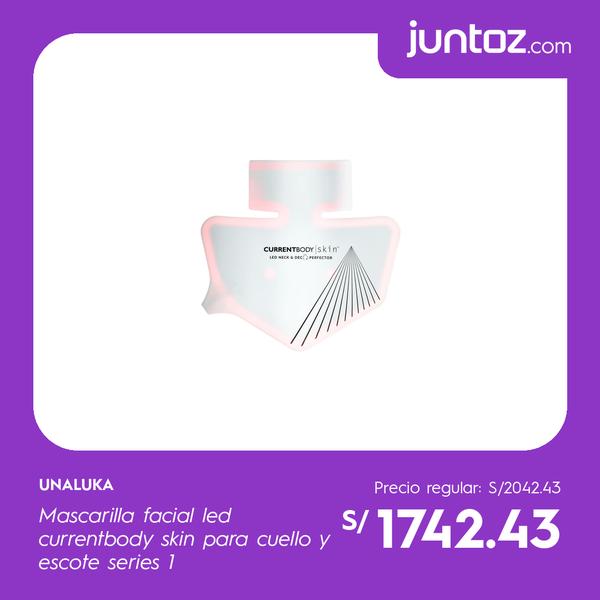 juntoz.com
CURRENTBODY|skin
LED NECK & DEC PERFECTOR
UNALUKA
Precio regular: S/2042.43
Mascarilla facial led
currentbody skin para cuello y
escote series 1
S/ 1742.43